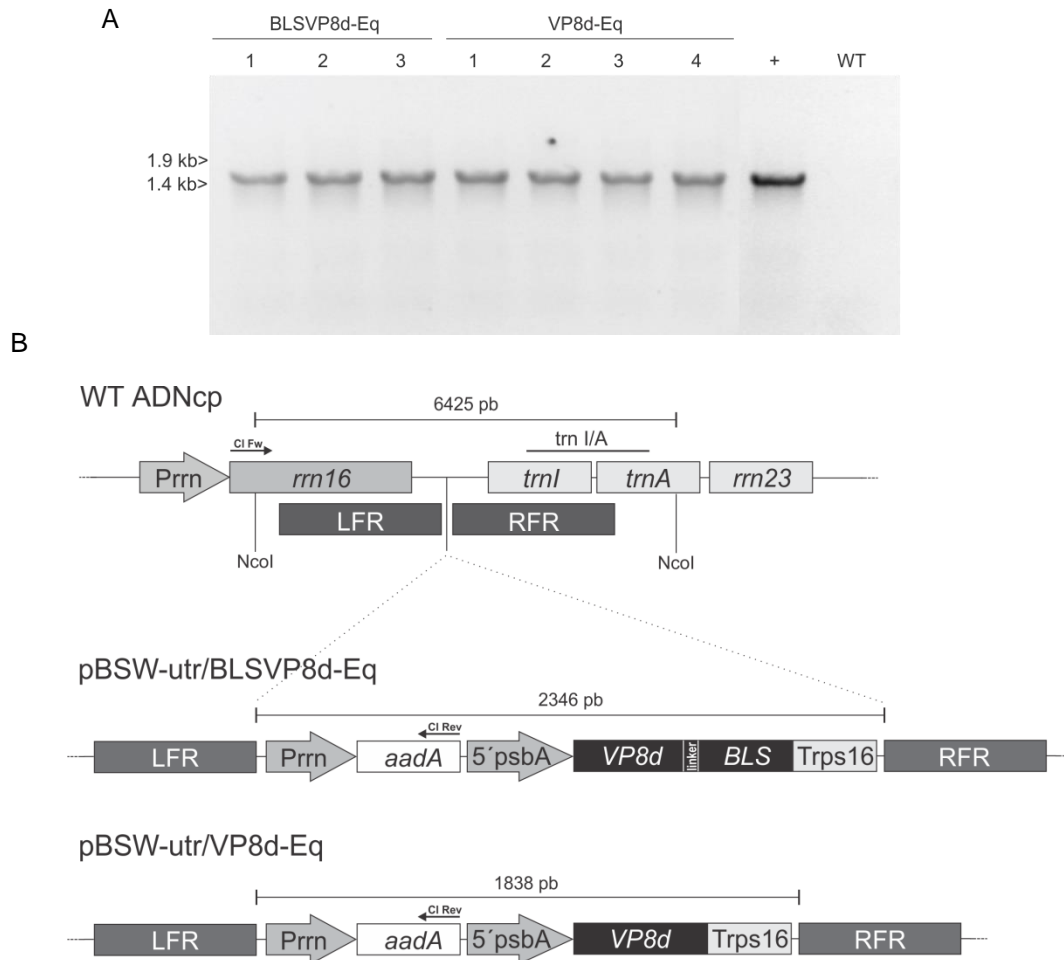 A
BLSVP8d-Eq VP8d-Eq
1 2 3 1 2 3 4 + WT
1.9 kb>
1.4 kb>
B
WT ADNcp
6425 pb
CI Fw trn I/A
Prrn rrn16 trnI trnA rrn23
LFR RFR
NcoI NcoI
pBSW-utr/BLSVP8d-Eq
2346 pb
CI Rev
LFR Prrn aadA 5´psbA VP8d linker BLS Trps16 RFR
pBSW-utr/VP8d-Eq
1838 pb
CI Rev
LFR Prrn aadA 5´psbA VP8d Trps16 RFR